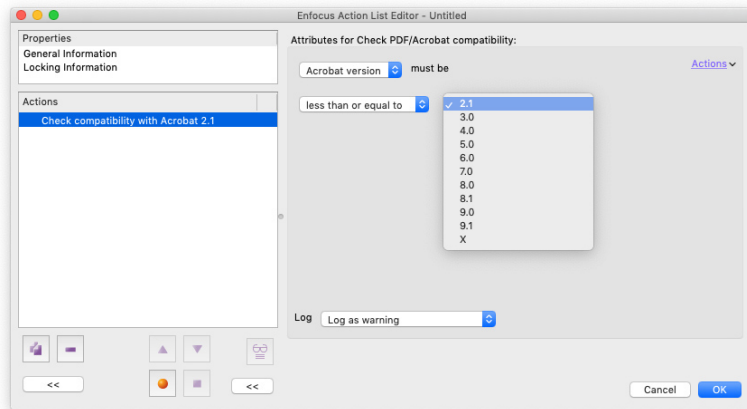 Enfocus Action List Editor - Untitled
Properties
General Information
Locking Information
Actions
Check compatibility with Acrobat 2.1
<<
<<
Attributes for Check PDF/Acrobat compatibility:
Acrobat version must be
Actions
less than or equal to
✓ 2.1
3.0
4.0
5.0
6.0
7.0
8.0
8.1
9.0
9.1
X
Log Log as warning
Cancel OK